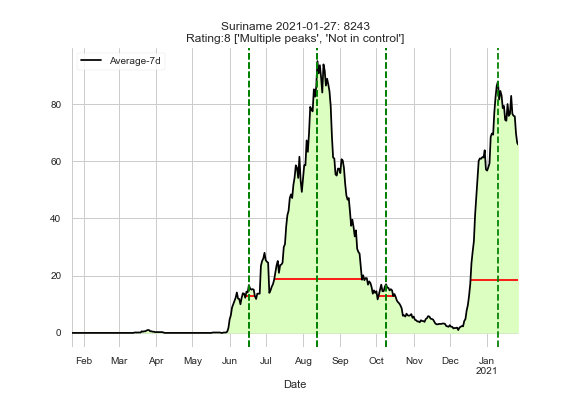 Suriname 2021-01-27: 8243
Rating:8 ['Multiple peaks', 'Not in control']
Average-7d
80
60
40
20
0
Feb Mar Apr May Jun Jul Aug Sep Oct Nov Dec Jan
2021
Date